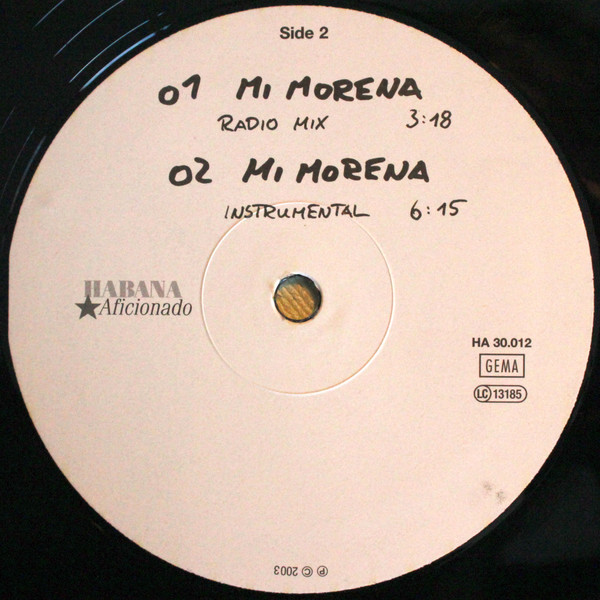 Side 2
01 MI MORENA
RADIO MIX 3:18
02 MI MORENA
INSTRUMENTAL 6:15
HABANA
★Aficionado
HA 30.012
GEMA
LC 13185
℗ © 2003